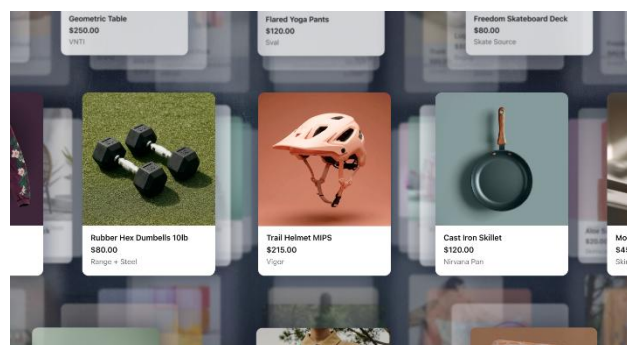 Geometric Table
$250.00
VNTI
Flared Yoga Pants
$120.00
Sval
Freedom Skateboard Deck
$80.00
Skate Source
Rubber Hex Dumbells 10lb
$80.00
Range + Steel
Trail Helmet MIPS
$215.00
Vigor
Cast Iron Skillet
$120.00
Nirvana Pan